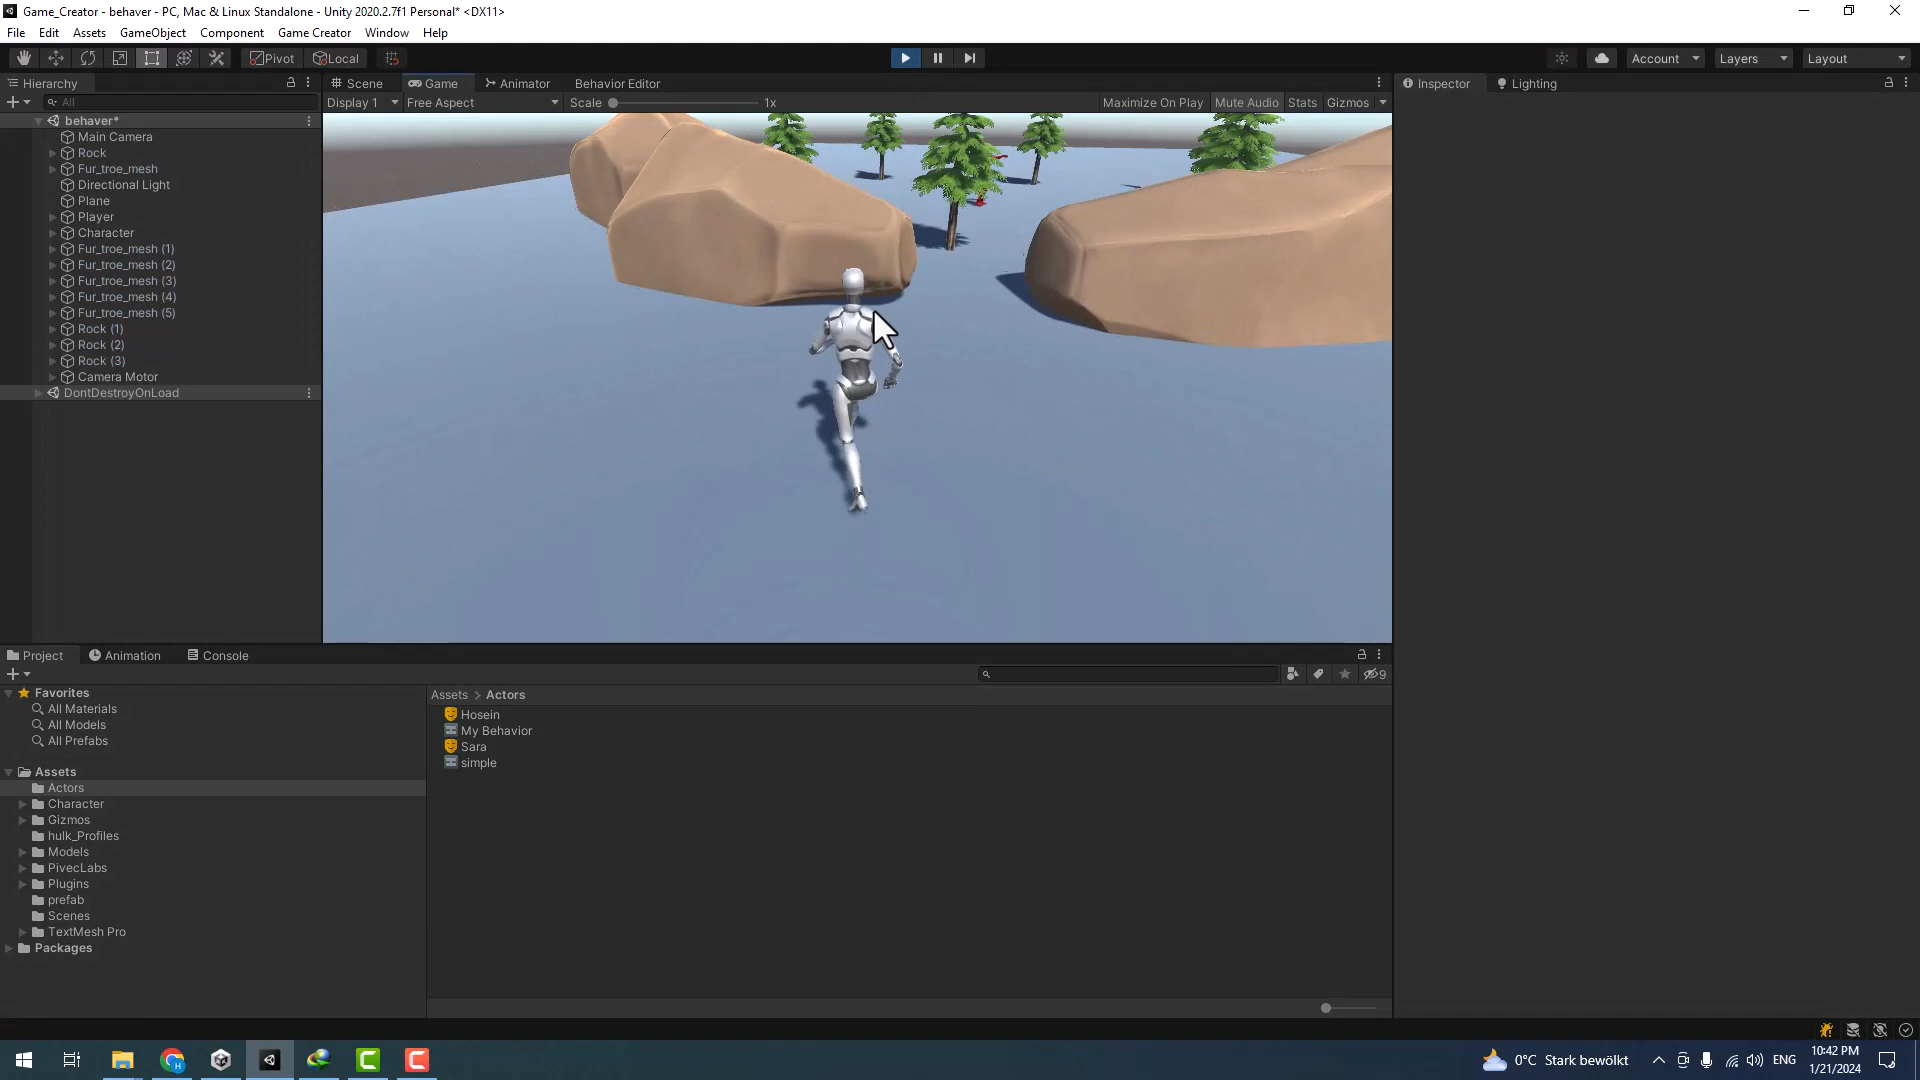 Game_Creator - behaver - PC, Mac & Linux Standalone - Unity 2020.2.7f1 Personal* <DX11>
File Edit Assets GameObject Component Game Creator Window Help
Pivot Local Account Layers Layout
Hierarchy Scene Game Animator Behavior Editor Inspector Lighting
All Display 1 Free Aspect Scale 1x Maximize On Play Mute Audio Stats Gizmos
behaver*
Main Camera
Rock
Fur_troe_mesh
Directional Light
Plane
Player
Character
Fur_troe_mesh (1)
Fur_troe_mesh (2)
Fur_troe_mesh (3)
Fur_troe_mesh (4)
Fur_troe_mesh (5)
Rock (1)
Rock (2)
Rock (3)
Camera Motor
DontDestroyOnLoad
Project Animation Console
9
Favorites
All Materials
All Models
All Prefabs
Assets
Actors
Character
Gizmos
hulk_Profiles
Models
PivecLabs
Plugins
prefab
Scenes
TextMesh Pro
Packages
Assets > Actors
Hosein
My Behavior
Sara
simple
0°C Stark bewölkt ENG 10:42 PM
1/21/2024